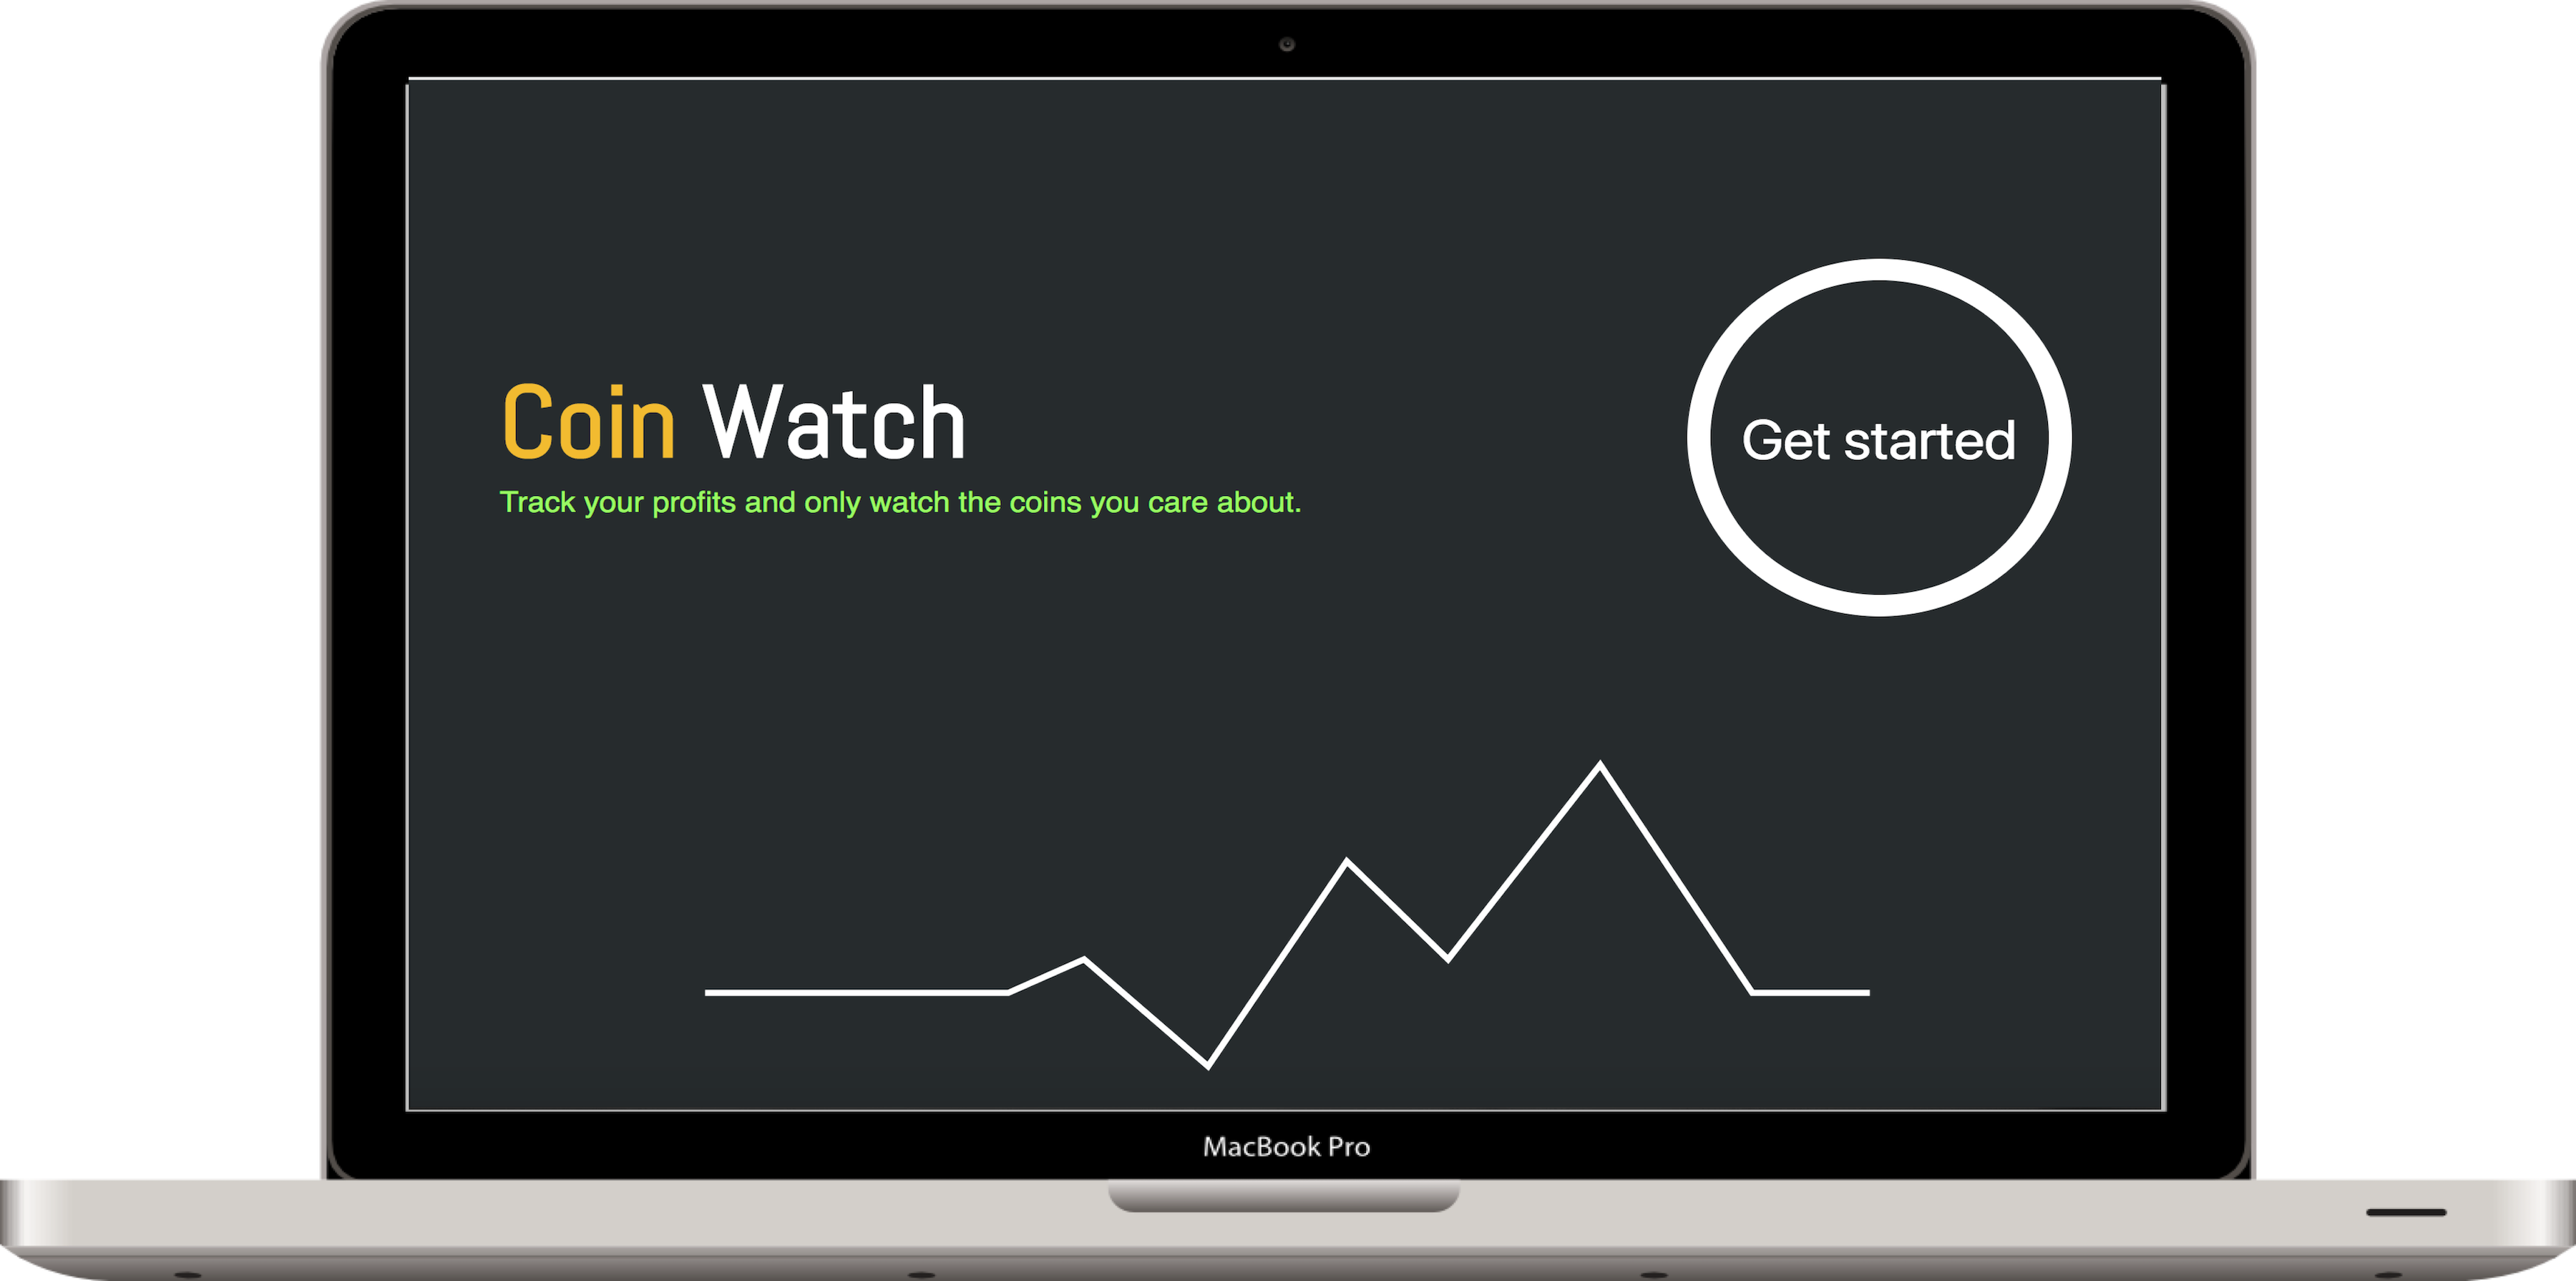 Coin Watch
Track your profits and only watch the coins you care about.
Get started
MacBook Pro